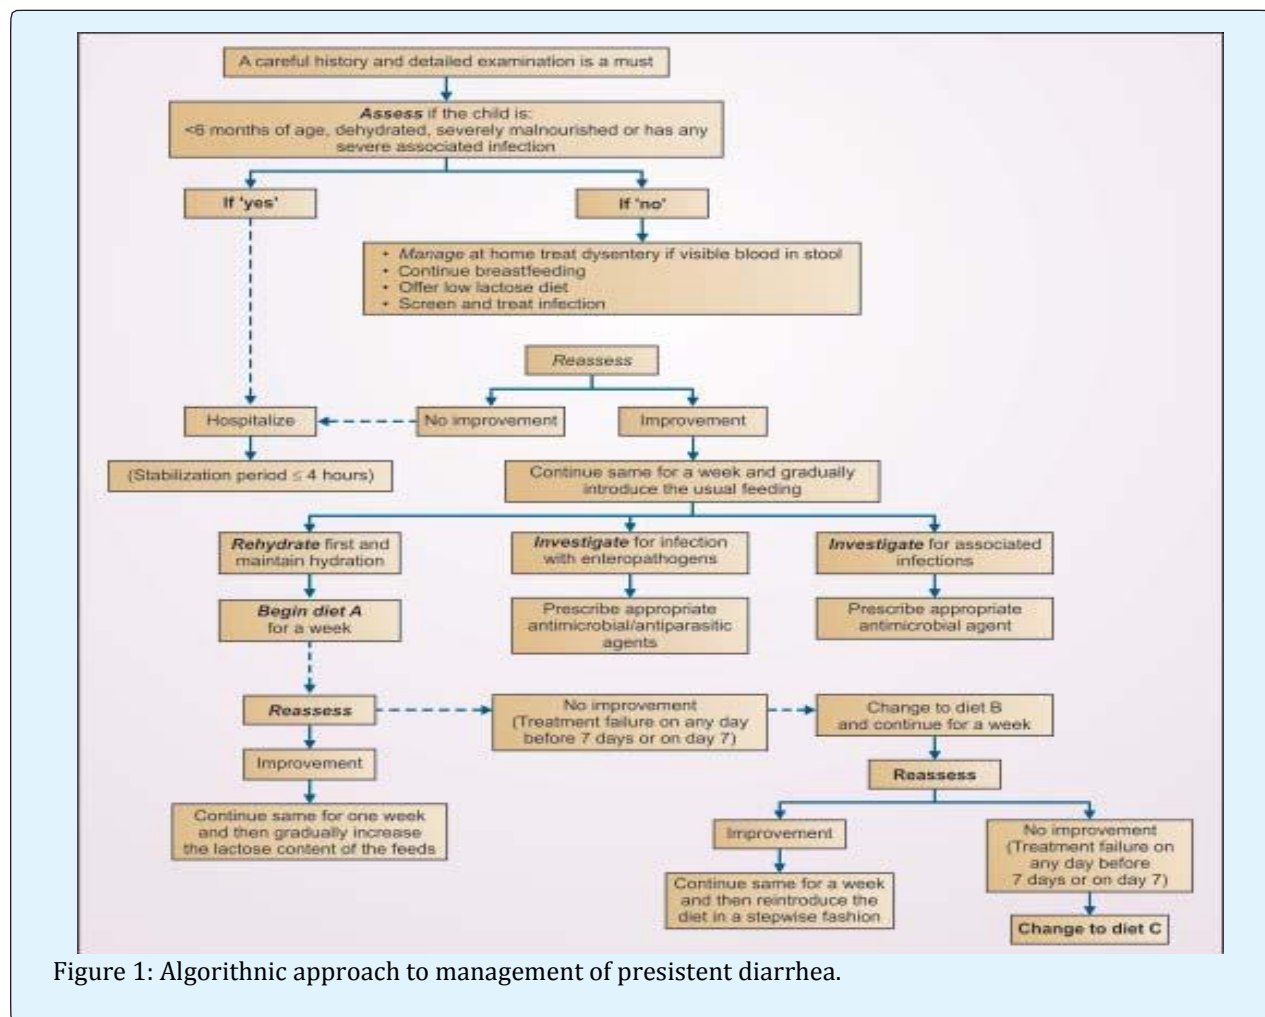 A careful history and detailed examination is a must
Assess if the child is:
<6 months of age, dehydrated, severely malnourished or has any
severe associated infection
If 'yes'
If 'no'
• Manage at home treat dysentery if visible blood in stool
• Continue breastfeeding
• Offer low lactose diet
• Screen and treat infection
Reassess
Hospitalize
No improvement
Improvement
(Stabilization period ≤ 4 hours)
Continue same for a week and gradually
introduce the usual feeding
Rehydrate first and
maintain hydration
Investigate for infection
with enteropathogens
Investigate for associated
infections
Begin diet A
for a week
Prescribe appropriate
antimicrobial/antiparasitic
agents
Prescribe appropriate
antimicrobial agent
Reassess
No improvement
(Treatment failure on any day
before 7 days or on day 7)
Change to diet B
and continue for a week
Improvement
Reassess
Continue same for one week
and then gradually increase
the lactose content of the feeds
Improvement
No improvement
(Treatment failure on
any day before
7 days or on day 7)
Continue same for a week
and then reintroduce the
diet in a stepwise fashion
Change to diet C
Figure 1: Algorithnic approach to management of presistent diarrhea.